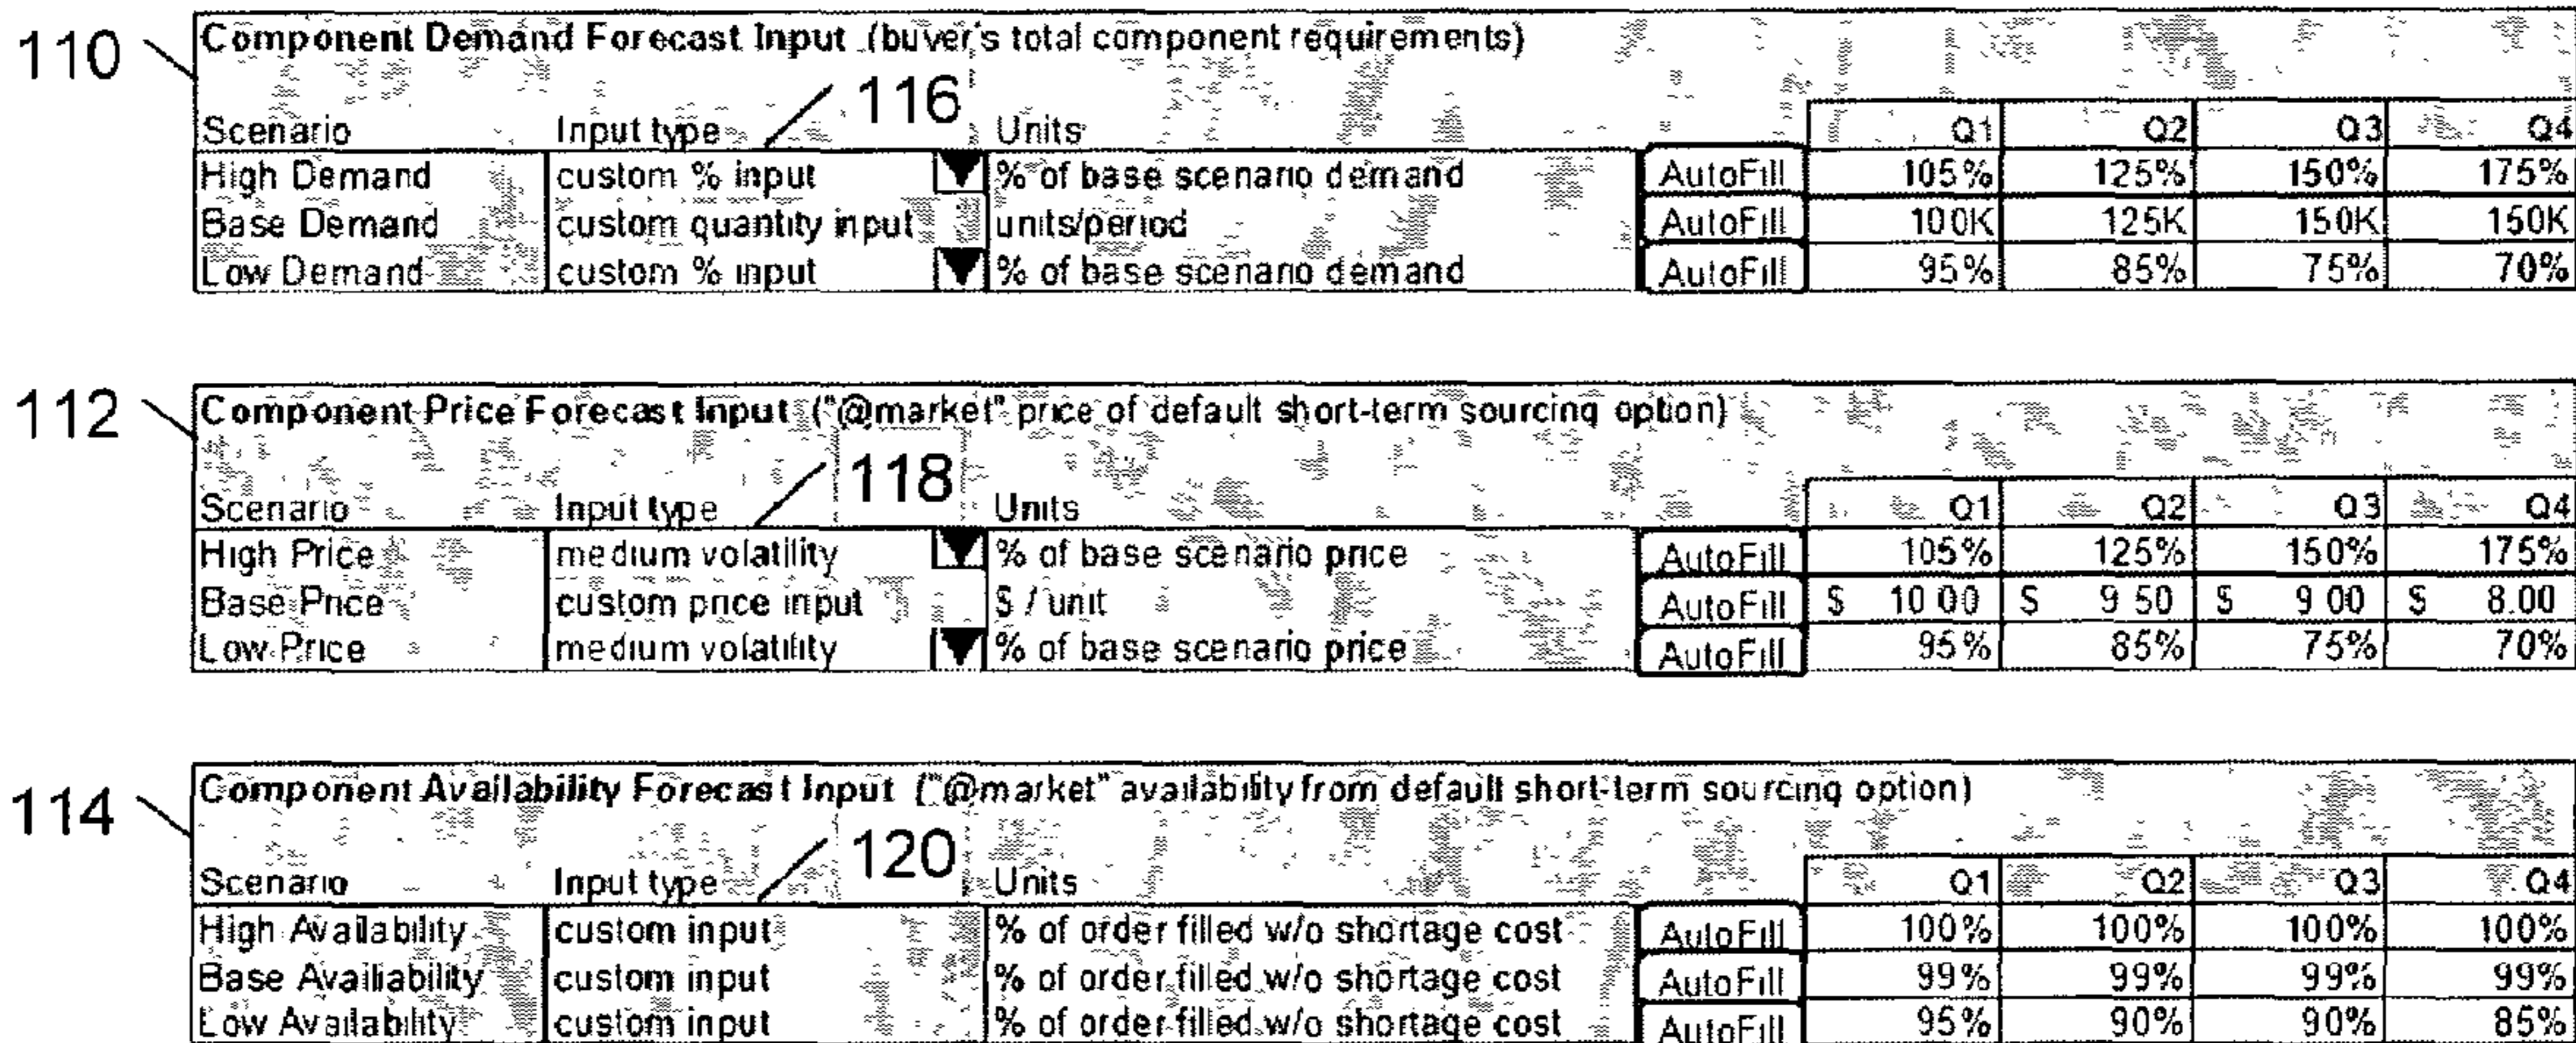 110
Component Demand Forecast Input (buyer's total component requirements)
116
Scenario Input type Units Q1 Q2 Q3 Q4
High Demand custom % input % of base scenario demand AutoFill 105% 125% 150% 175%
Base Demand custom quantity input units/period AutoFill 100K 125K 150K 150K
Low Demand custom % input % of base scenario demand AutoFill 95% 85% 75% 70%
112
Component Price Forecast Input ("@market" price of default short-term sourcing option)
118
Scenario Input type Units Q1 Q2 Q3 Q4
High Price medium volatility % of base scenario price AutoFill 105% 125% 150% 175%
Base Price custom price input $ / unit AutoFill $ 10 00 $ 9 50 $ 9 00 $ 8.00
Low Price medium volatility % of base scenario price AutoFill 95% 85% 75% 70%
114
Component Availability Forecast Input ("@market" availability from default short-term sourcing option)
120
Scenario Input type Units Q1 Q2 Q3 Q4
High Availability custom input % of order filled w/o shortage cost AutoFill 100% 100% 100% 100%
Base Availiability custom input % of order filled w/o shortage cost AutoFill 99% 99% 99% 99%
Low Availability custom input % of order filled w/o shortage cost AutoFill 95% 90% 90% 85%